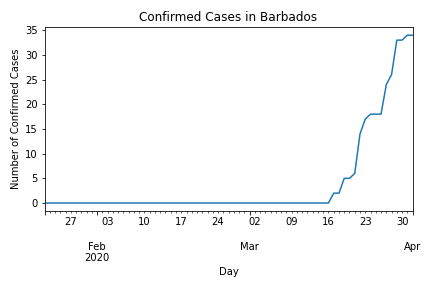 Confirmed Cases in Barbados
Number of Confirmed Cases
35
30
25
20
15
10
5
0
27 03 10 17 24 02 09 16 23 30
Feb Mar Apr
2020
Day